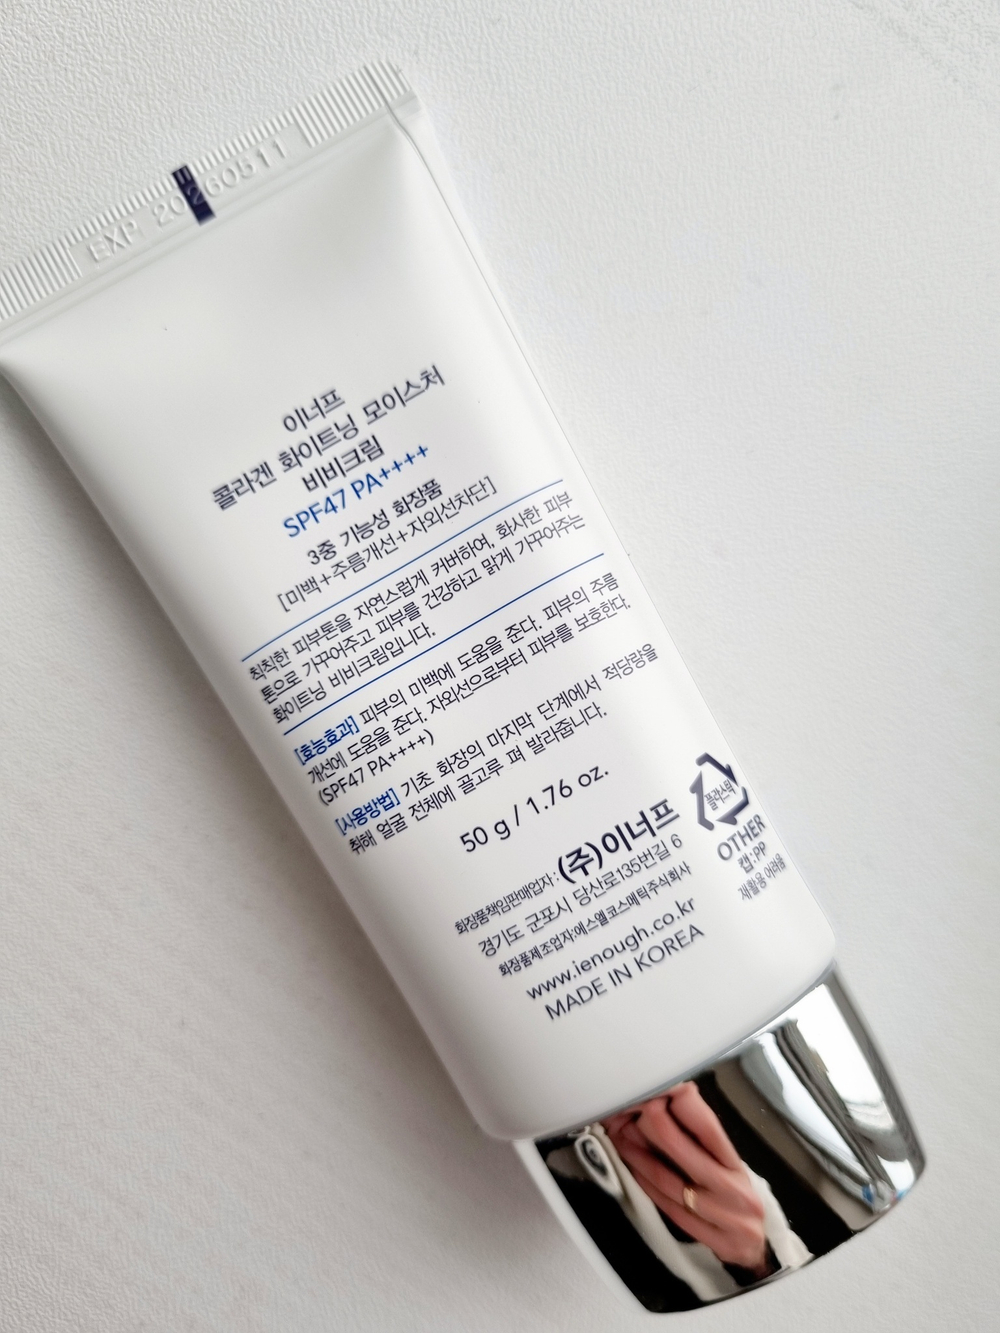 EXP 20260511
이너프
콜라겐 화이트닝 모이스처
비비크림
SPF47 PA++++
3중 기능성 화장품
[미백+주름개선+자외선차단]
칙칙한 피부톤을 자연스럽게 커버하여, 화사한 피부
톤으로 가꾸어주고 피부를 건강하고 맑게 가꾸어주는
화이트닝 비비크림입니다.
[효능효과] 피부의 미백에 도움을 준다. 피부의 주름
개선에 도움을 준다. 자외선으로부터 피부를 보호한다.
(SPF47 PA++++)
[사용방법] 기초 화장의 마지막 단계에서 적당량을
취해 얼굴 전체에 골고루 펴 발라줍니다.
50 g / 1.76 oz.
화장품책임판매업자 : (주)이너프
경기도 군포시 당산로135번길 6
화장품제조업자:에스엘코스메틱주식회사
www.ienough.co.kr
MADE IN KOREA
플라스틱
OTHER
캡:PP
재활용 어려움